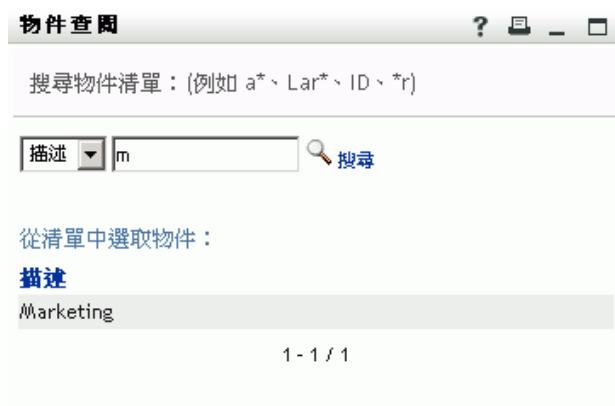 物件查閱 ?
搜尋物件清單：(例如 a*、Lar*、ID、*r)
描述 m 搜尋
從清單中選取物件：
描述
Marketing
1 - 1 / 1